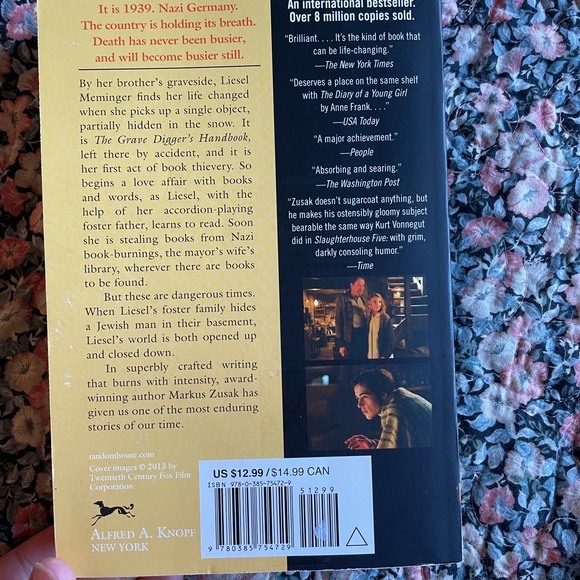 It is 1939. Nazi Germany.
The country is holding its breath.
Death has never been busier,
and will become busier still.
By her brother's graveside, Liesel
Meminger finds her life changed
when she picks up a single object,
partially hidden in the snow. It
is The Grave Digger's Handbook,
left there by accident, and it is
her first act of book thievery. So
begins a love affair with books
and words, as Liesel, with the
help of her accordion-playing
foster father, learns to read. Soon
she is stealing books from Nazi
book-burnings, the mayor's wife's
library, wherever there are books
to be found.
But these are dangerous times.
When Liesel's foster family hides
a Jewish man in their basement,
Liesel's world is both opened up
and closed down.
In superbly crafted writing
that burns with intensity, award-
winning author Markus Zusak has
given us one of the most enduring
stories of our time.
randomhouse.com
Cover images © 2013 by
Twentieth Century Fox Film
Corporation
ALFRED A. KNOPF
NEW YORK
An international bestseller.
Over 8 million copies sold.
"Brilliant. . . . It's the kind of book that
can be life-changing."
—The New York Times
"Deserves a place on the same shelf
with The Diary of a Young Girl
by Anne Frank. . . ."
—USA Today
"A major achievement."
—People
"Absorbing and searing."
—The Washington Post
"Zusak doesn't sugarcoat anything, but
he makes his ostensibly gloomy subject
bearable the same way Kurt Vonnegut
did in Slaughterhouse Five: with grim,
darkly consoling humor."
—Time
US $12.99 / $14.99 CAN
ISBN 978-0-385-75472-9
51299
9 780385 754729